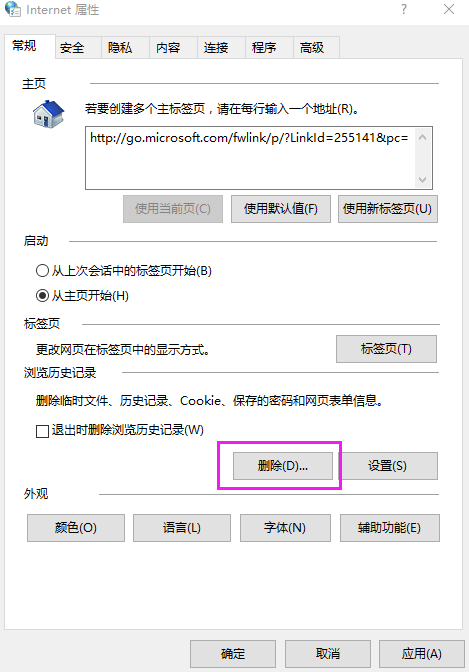 Internet 属性
常规 安全 隐私 内容 连接 程序 高级
主页
若要创建多个主标签页，请在每行输入一个地址(R)。
http://go.microsoft.com/fwlink/p/?LinkId=255141&pc=
使用当前页(C) 使用默认值(F) 使用新标签页(U)
启动
从上次会话中的标签页开始(B)
从主页开始(H)
标签页
更改网页在标签页中的显示方式。 标签页(T)
浏览历史记录
删除临时文件、历史记录、Cookie、保存的密码和网页表单信息。
退出时删除浏览历史记录(W)
删除(D)... 设置(S)
外观
颜色(O) 语言(L) 字体(N) 辅助功能(E)
确定 取消 应用(A)